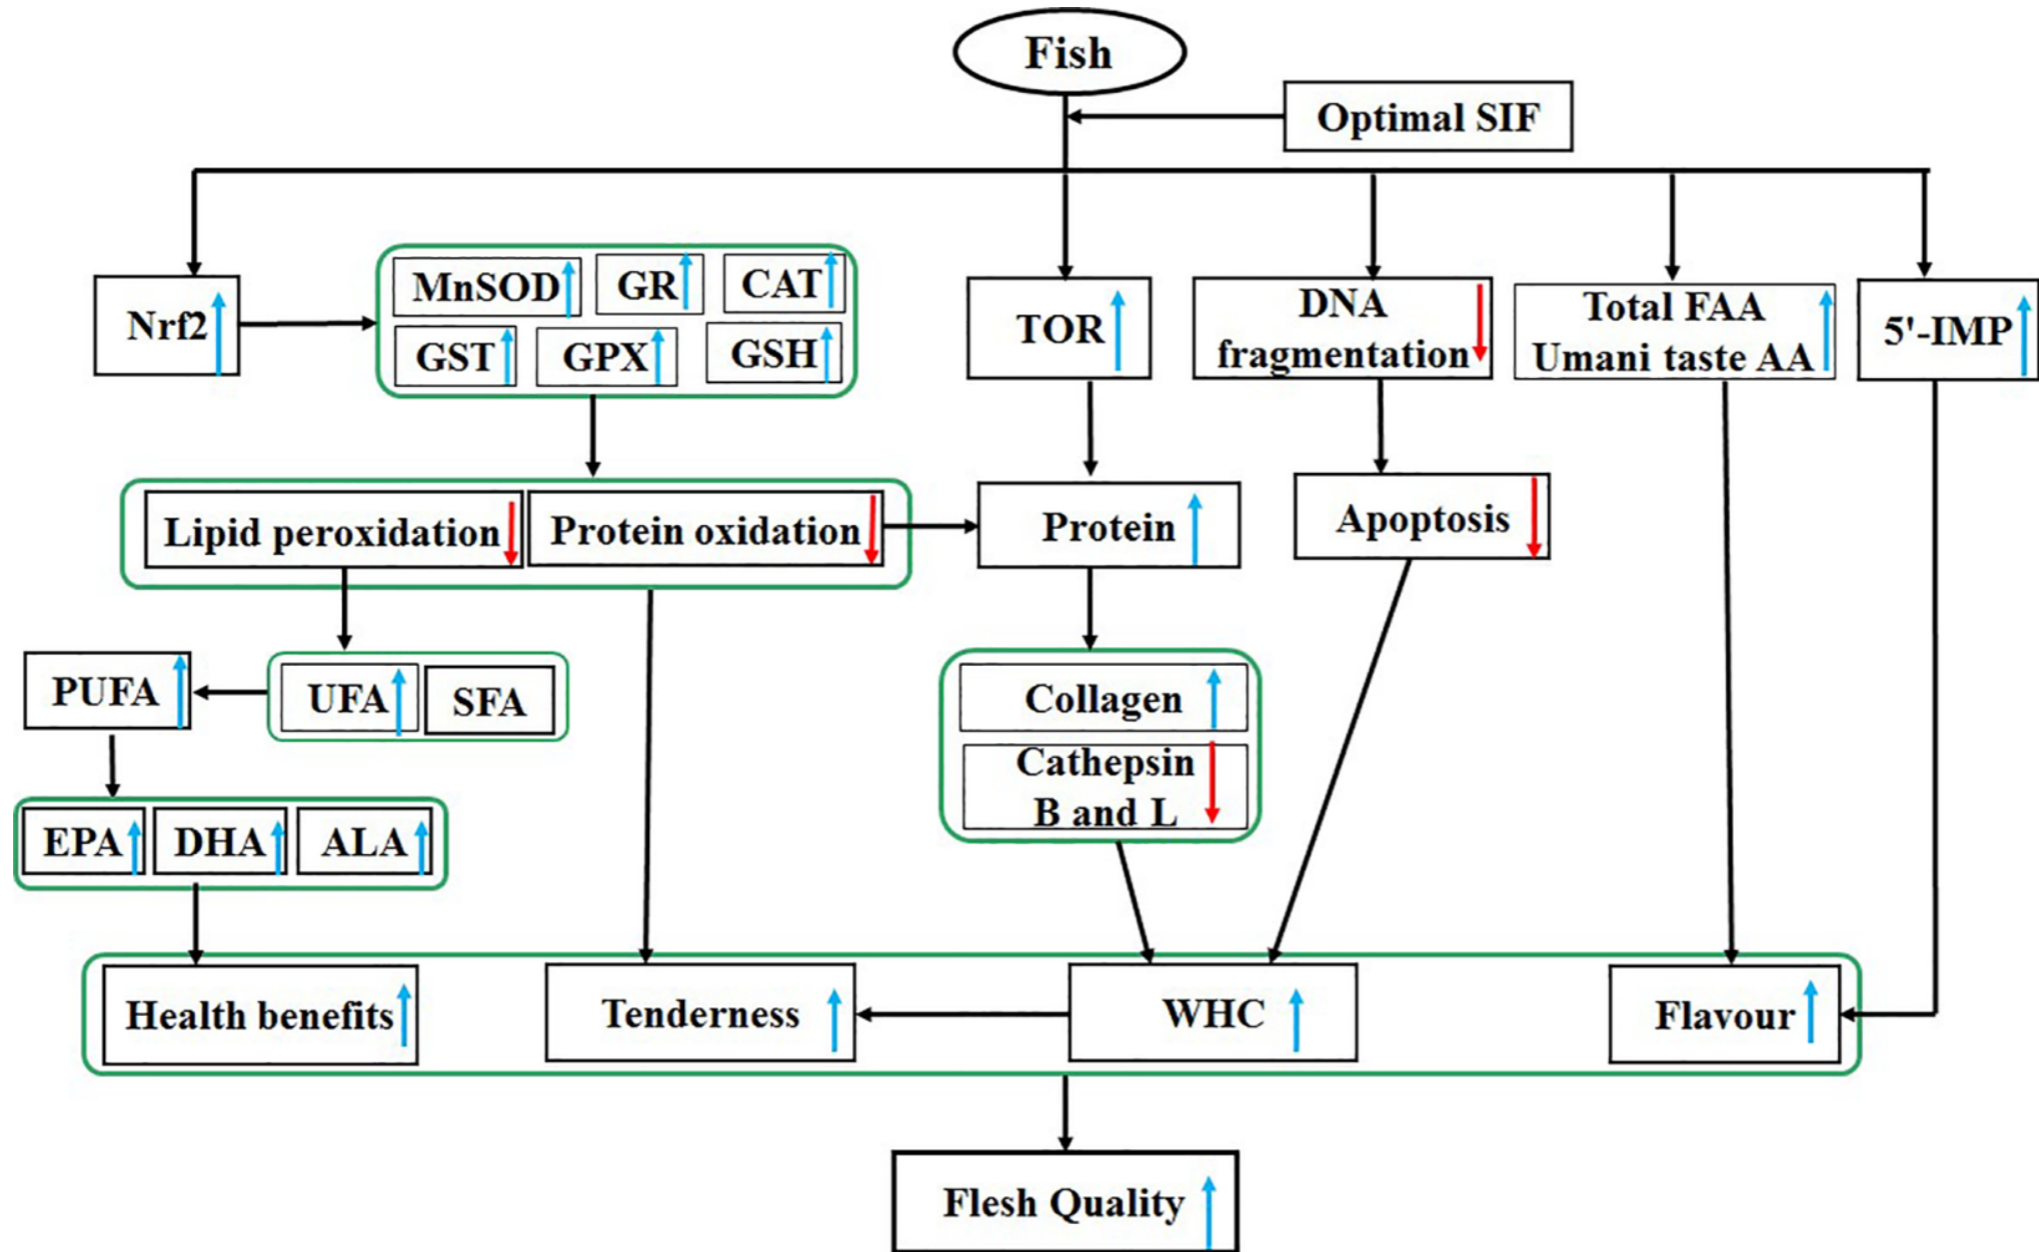 Fish
Optimal SIF
Nrf2
MnSOD
GR
CAT
GST
GPX
GSH
TOR
DNA
fragmentation
Total FAA
Umani taste AA
5'-IMP
Lipid peroxidation
Protein oxidation
Protein
Apoptosis
PUFA
UFA
SFA
Collagen
Cathepsin
B and L
EPA
DHA
ALA
Health benefits
Tenderness
WHC
Flavour
Flesh Quality